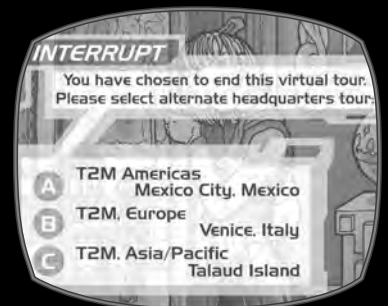 INTERRUPT
You have chosen to end this virtual tour.
Please select alternate headquarters tour:
A T2M Americas
Mexico City, Mexico
B T2M, Europe
Venice, Italy
C T2M, Asia/Pacific
Talaud Island